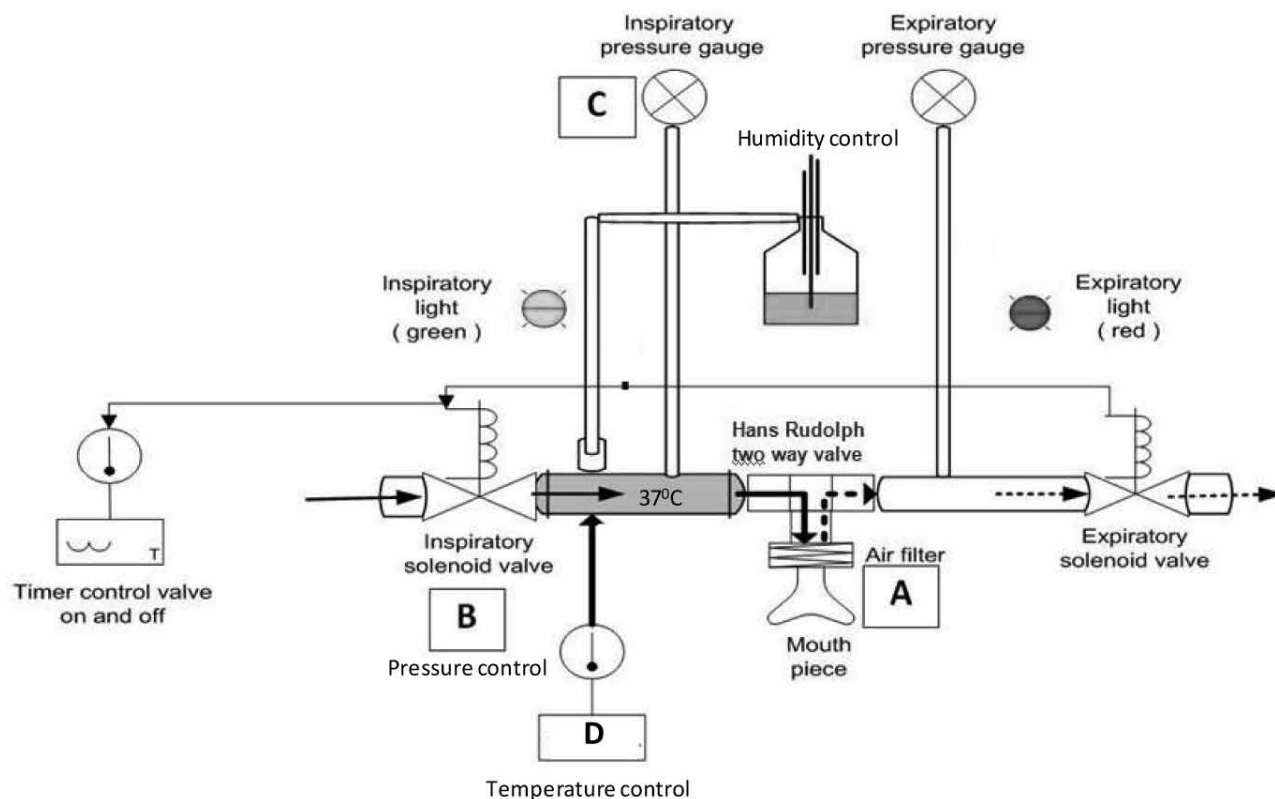 Inspiratory
pressure gauge
Expiratory
pressure gauge
C
Humidity control
Inspiratory
light
( green )
Expiratory
light
( red )
Hans Rudolph
two way valve
37⁰C
T
Timer control valve
on and off
Inspiratory
solenoid valve
Air filter
Expiratory
solenoid valve
A
B
Mouth
piece
Pressure control
D
Temperature control